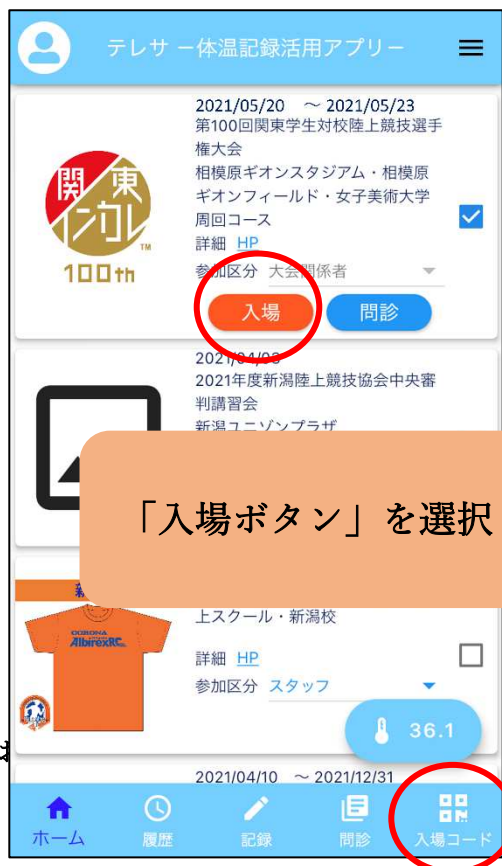 テレサ －体温記録活用アプリ－
2021/05/20 ～ 2021/05/23
第100回関東学生対校陸上競技選手
権大会
相模原ギオンスタジアム・相模原
ギオンフィールド・女子美術大学
周回コース
詳細 HP
参加区分 大会関係者
入場 問診
関東
インカレ
TM
100th
2021/04/03
2021年度新潟陸上競技協会中央審
判講習会
新潟ユニゾンプラザ
「入場ボタン」を選択
上スクール・新潟校
詳細 HP
参加区分 スタッフ
CORONA
AlbirexRC
36.1
2021/04/10 ～ 2021/12/31
ホーム 履歴 記録 問診 入場コード